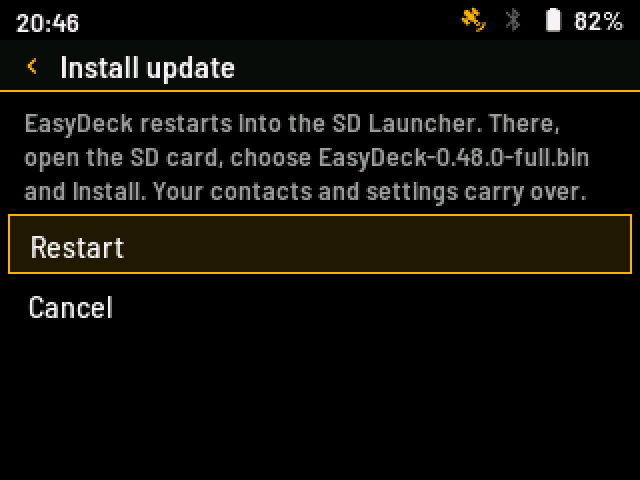 20:46
82%
Install update
EasyDeck restarts into the SD Launcher. There,
open the SD card, choose EasyDeck-0.48.0-full.bin
and Install. Your contacts and settings carry over.
Restart
Cancel